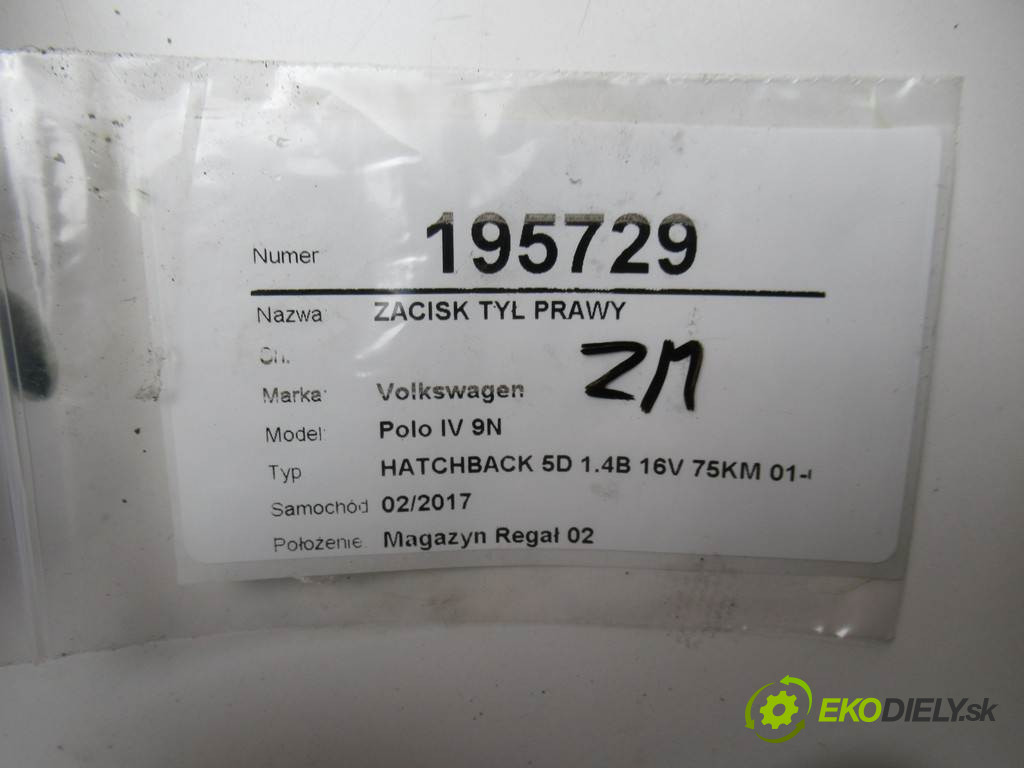 Numer 195729
Nazwa: ZACISK TYŁ PRAWY
Ch.
ZM
Marka: Volkswagen
Model: Polo IV 9N
Typ HATCHBACK 5D 1.4B 16V 75KM 01-
Samochód 02/2017
Położenie: Magazyn Regał 02
EKODIELY.sk